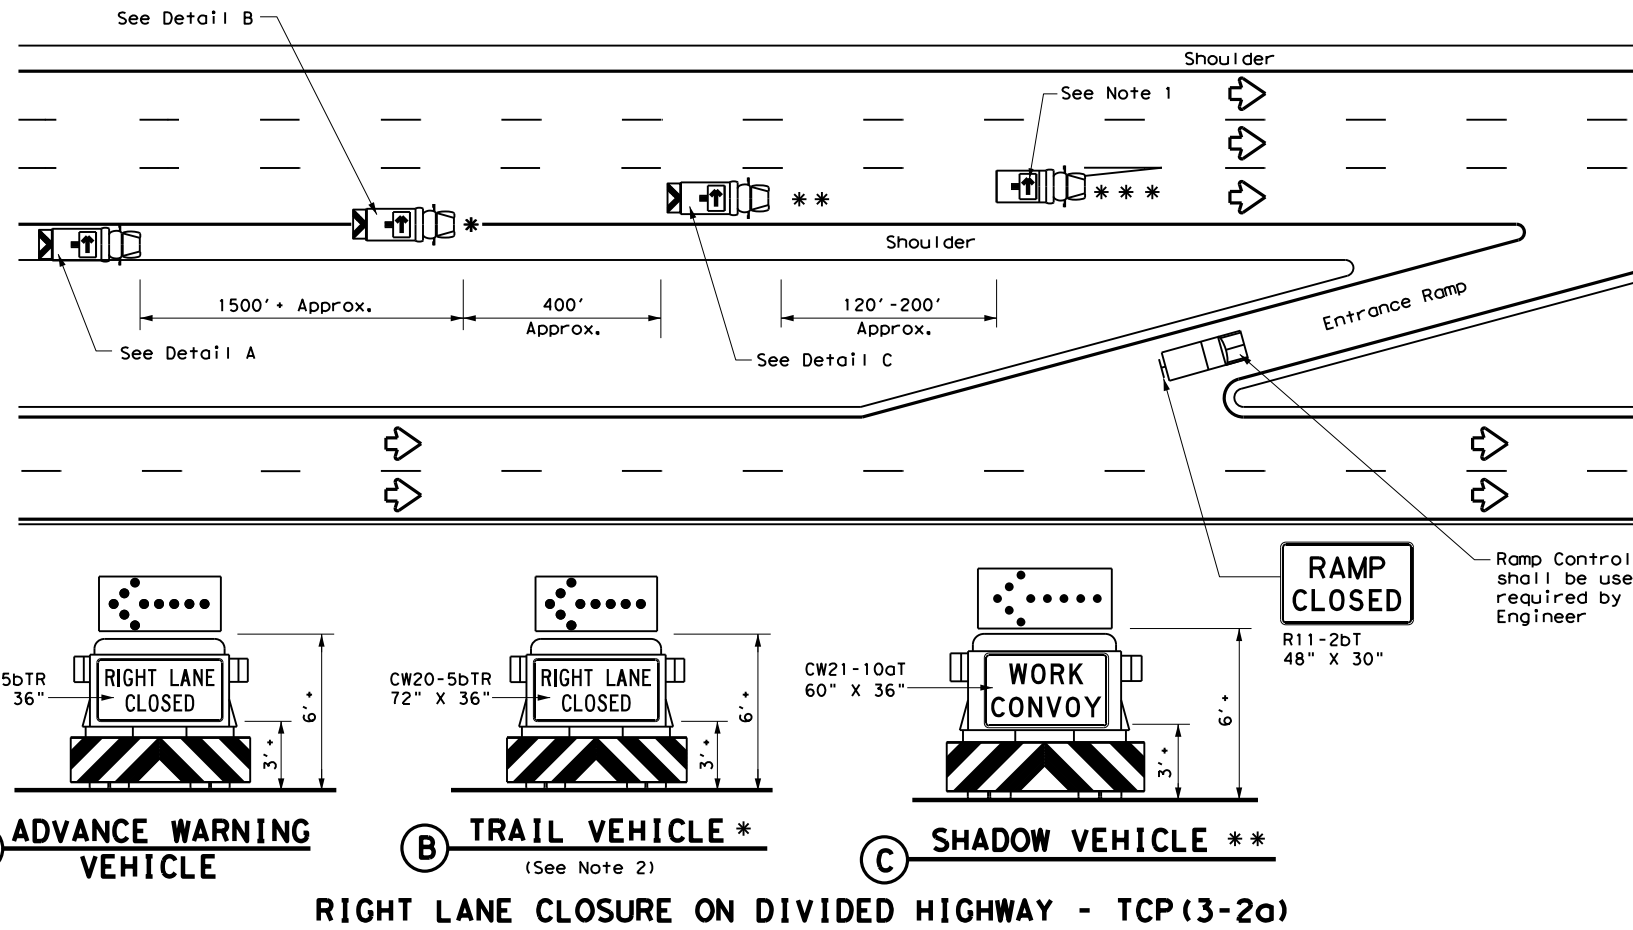 See Detail B
Shoulder
See Note 1
* *
* * *
*
Shoulder
1500'+ Approx.
400'
Approx.
120'-200'
Approx.
Entrance Ramp
See Detail A
See Detail C
RAMP
CLOSED
R11-2bT
48" X 30"
Ramp Control
shall be use
required by
Engineer
5bTR
36"
RIGHT LANE
CLOSED
6'+
3'+
CW20-5bTR
72" X 36"
RIGHT LANE
CLOSED
6'+
3'+
CW21-10aT
60" X 36"
WORK
CONVOY
6'+
3'+
ADVANCE WARNING
VEHICLE
B TRAIL VEHICLE *
(See Note 2)
C SHADOW VEHICLE **
RIGHT LANE CLOSURE ON DIVIDED HIGHWAY - TCP(3-2a)